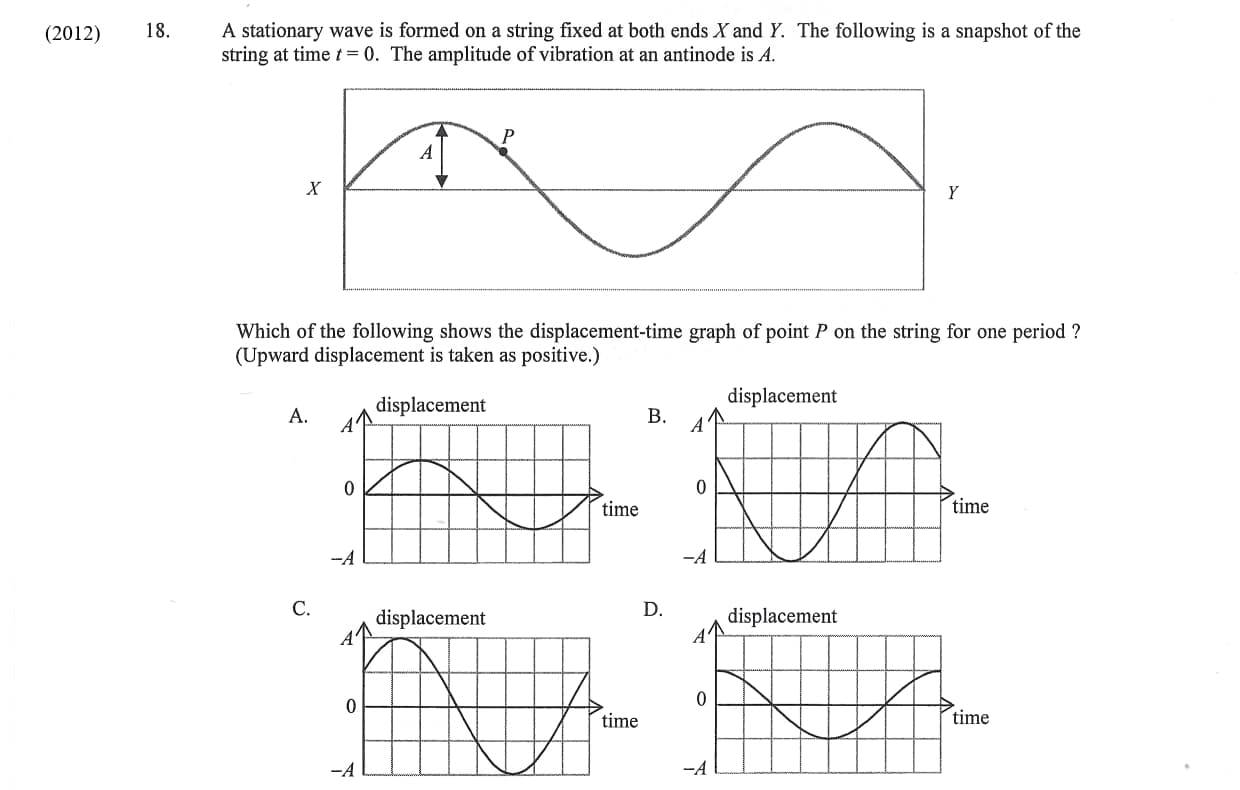 (2012) 18. A stationary wave is formed on a string fixed at both ends X and Y. The following is a snapshot of the
string at time t = 0. The amplitude of vibration at an antinode is A.
P
A
X
Y
Which of the following shows the displacement-time graph of point P on the string for one period ?
(Upward displacement is taken as positive.)
A. displacement
A
0
time
–A
B. displacement
A
0
time
–A
C. displacement
A
0
time
–A
D. displacement
A
0
time
–A